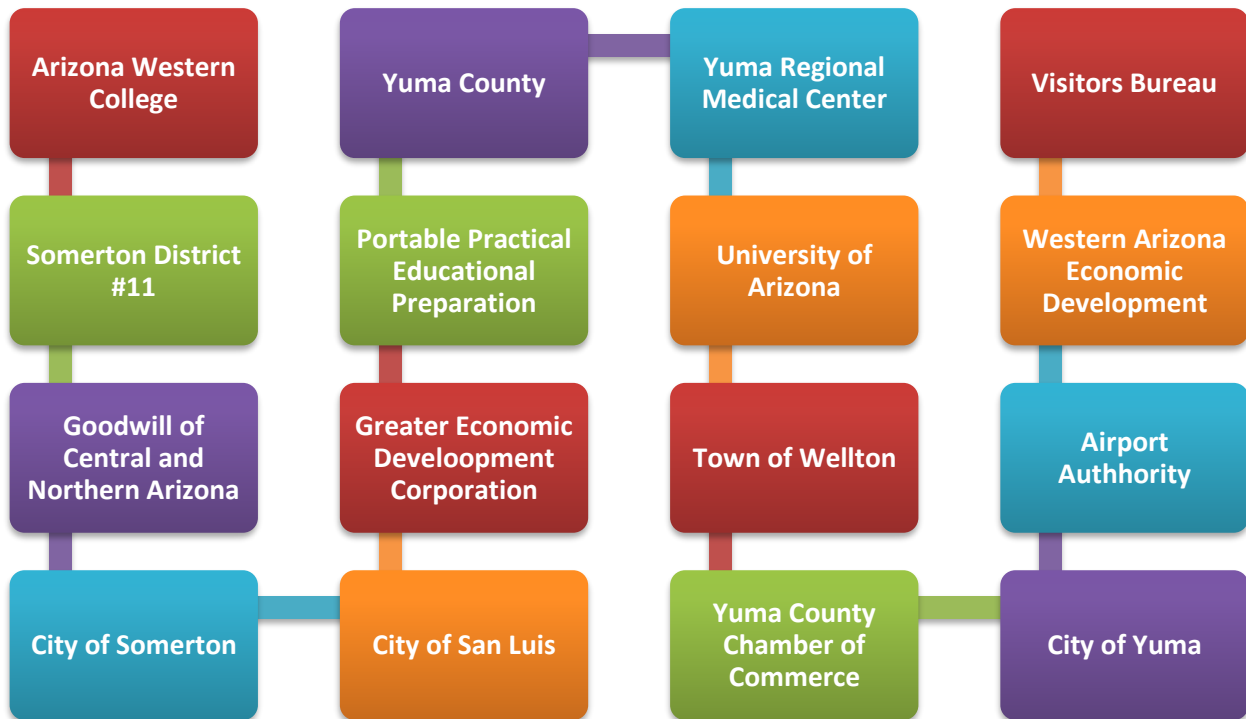 Arizona Western
College
Yuma County
Yuma Regional
Medical Center
Visitors Bureau
Somerton District
#11
Portable Practical
Educational
Preparation
University of
Arizona
Western Arizona
Economic
Development
Goodwill of
Central and
Northern Arizona
Greater Economic
Develoopment
Corporation
Town of Wellton
Airport
Authhority
City of Somerton
City of San Luis
Yuma County
Chamber of
Commerce
City of Yuma